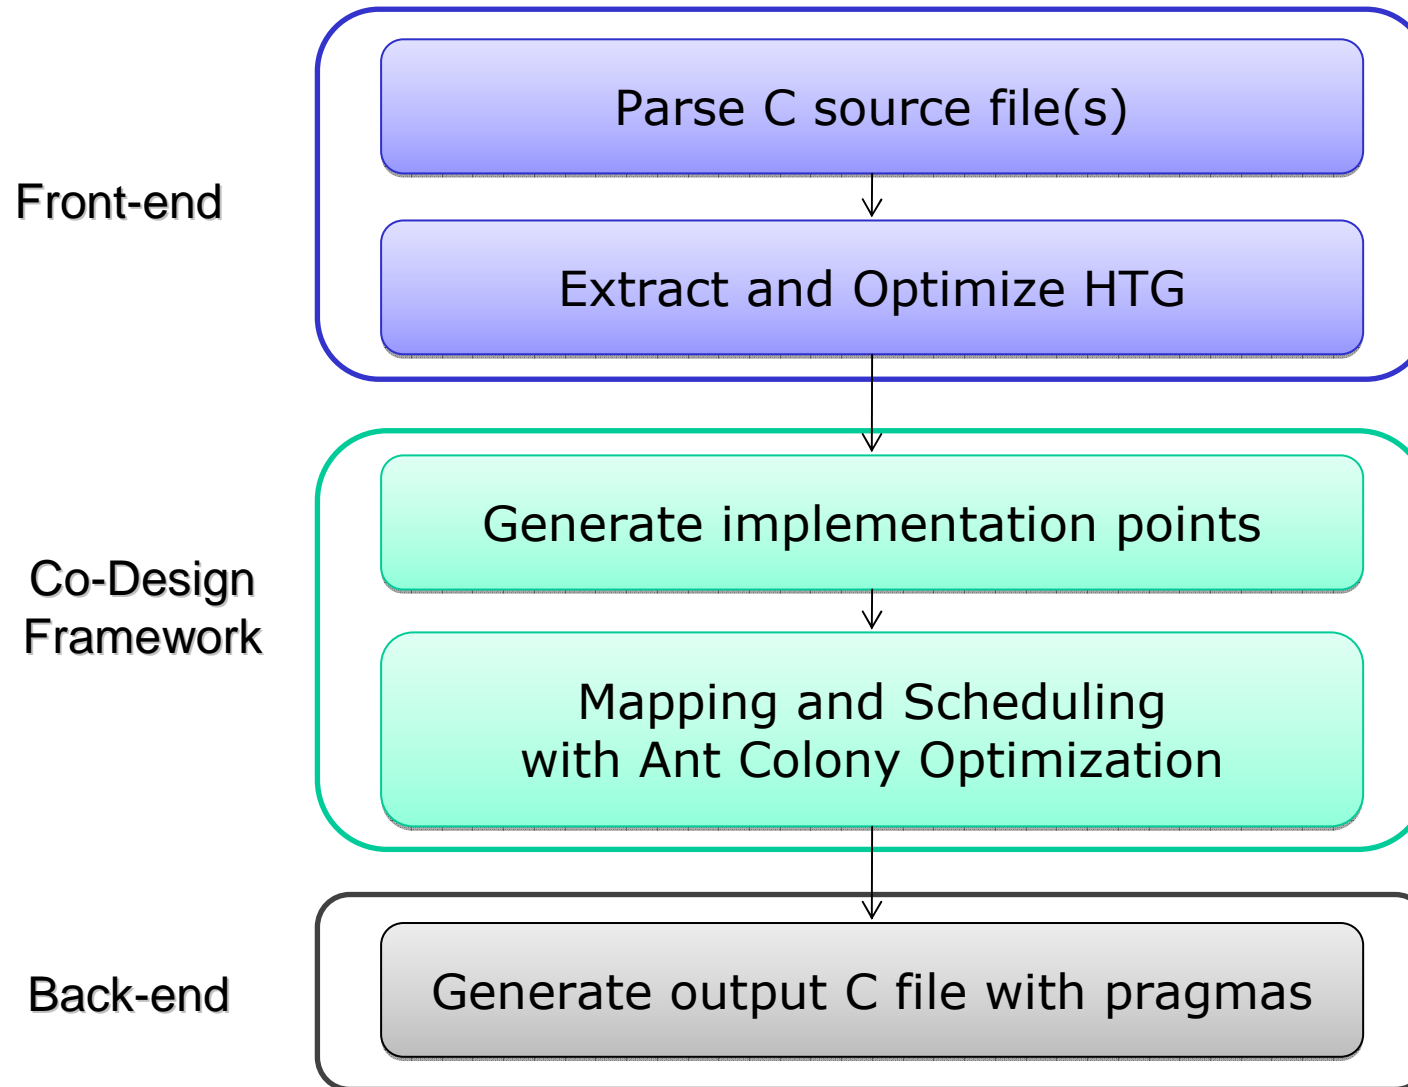 Parse C source file(s)
Front-end
Extract and Optimize HTG
Generate implementation points
Co-Design
Framework
Mapping and Scheduling
with Ant Colony Optimization
Back-end
Generate output C file with pragmas